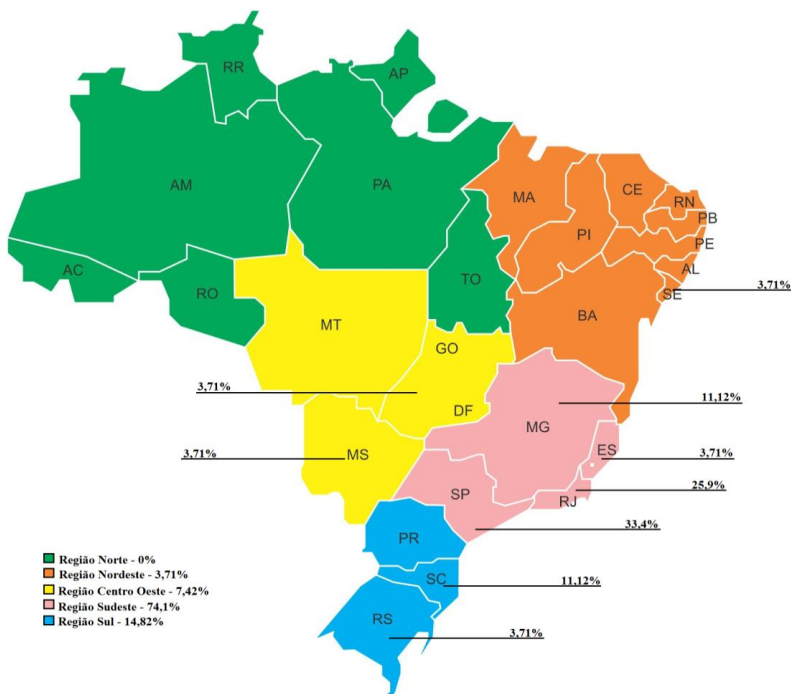 RR
AP
AM
PA
MA
CE
RN
PB
PI
PE
AC
TO
AL
RO
SE
3,71%
BA
MT
GO
3,71%
11,12%
DF
MG
3,71%
MS
ES
3,71%
SP
RJ
25,9%
33,4%
PR
Região Norte - 0%
Região Nordeste - 3,71%
Região Centro Oeste - 7,42%
Região Sudeste - 74,1%
Região Sul - 14,82%
SC
11,12%
RS
3,71%